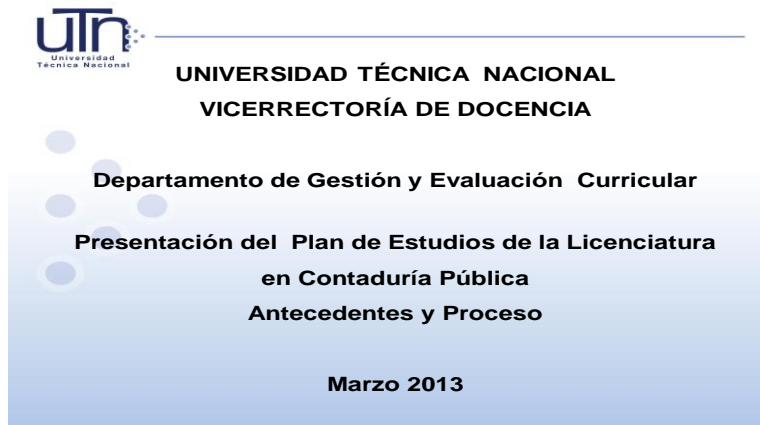 UTN
Universidad
Técnica Nacional
UNIVERSIDAD TÉCNICA NACIONAL
VICERRECTORÍA DE DOCENCIA
Departamento de Gestión y Evaluación Curricular
Presentación del Plan de Estudios de la Licenciatura
en Contaduría Pública
Antecedentes y Proceso
Marzo 2013